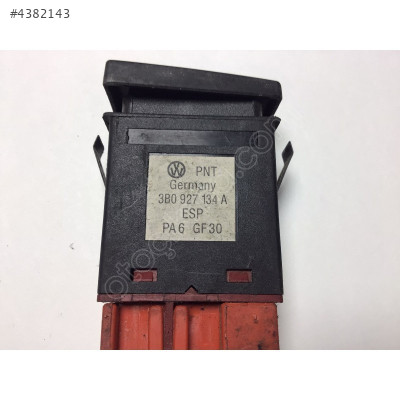 #4382143
PNT
Germany
3B0 927 134 A
ESP
PA6 GF30